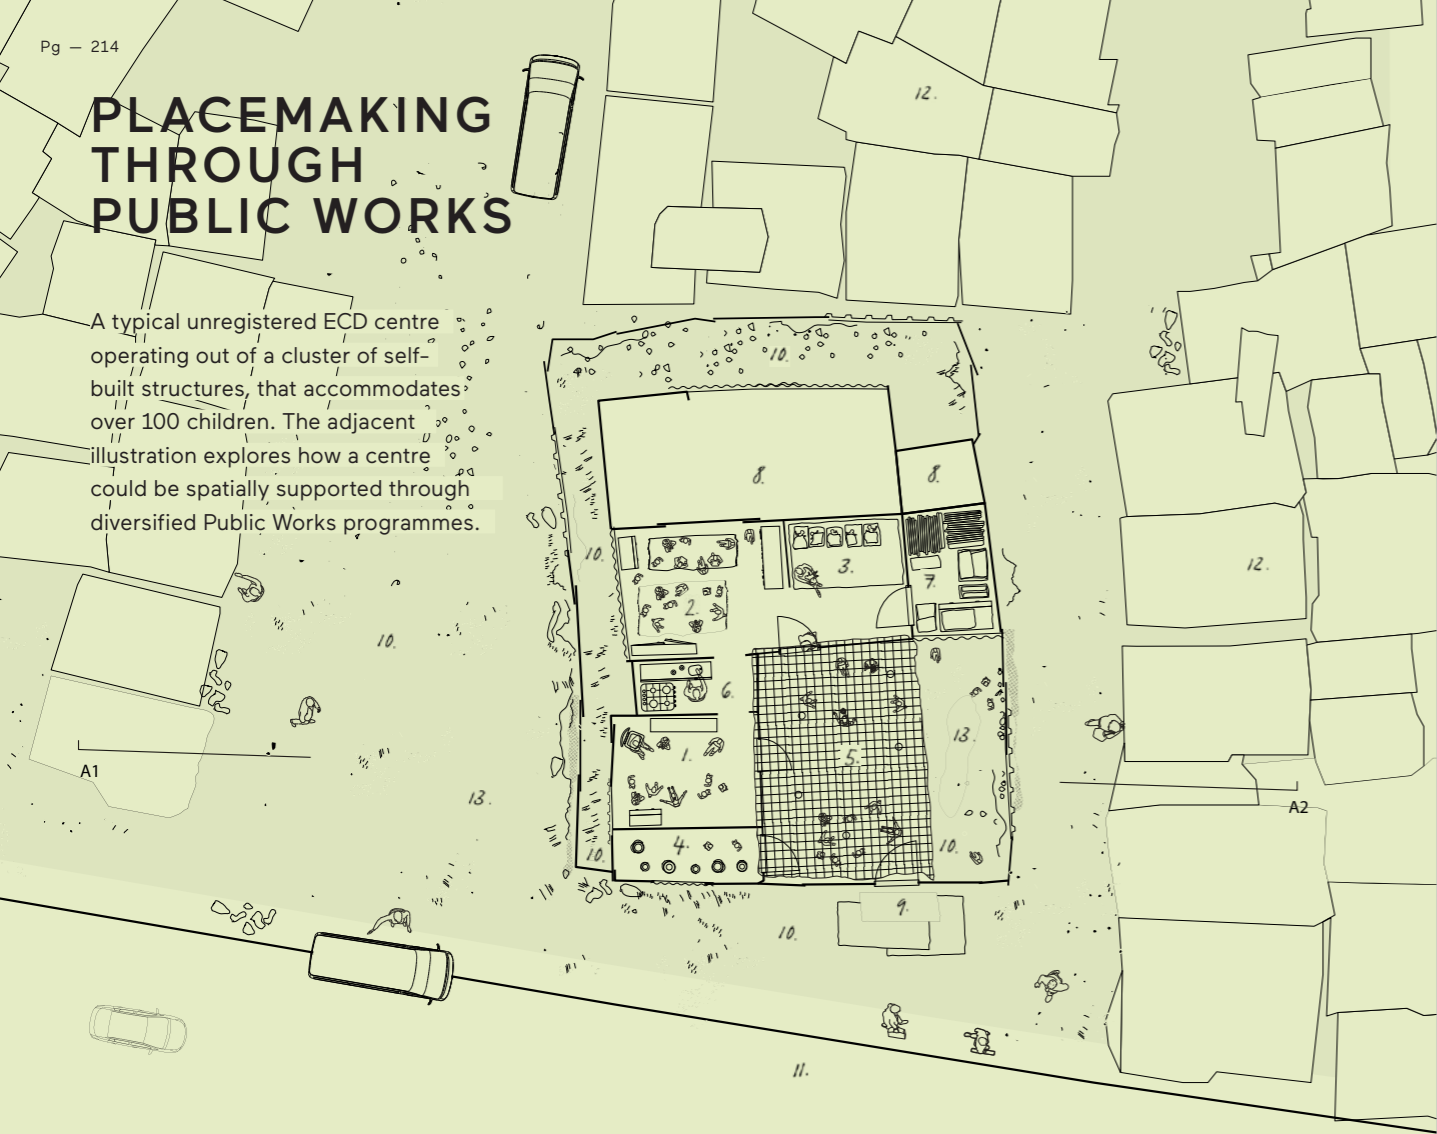 Pg — 214
PLACEMAKING
THROUGH
PUBLIC WORKS
A typical unregistered ECD centre
operating out of a cluster of self-
built structures, that accommodates
over 100 children. The adjacent
illustration explores how a centre
could be spatially supported through
diversified Public Works programmes.
12.
10.
8.
8.
10.
3.
7.
2.
12.
10.
6.
13.
1.
5.
A1
13.
A2
4.
10.
10.
9.
10.
11.